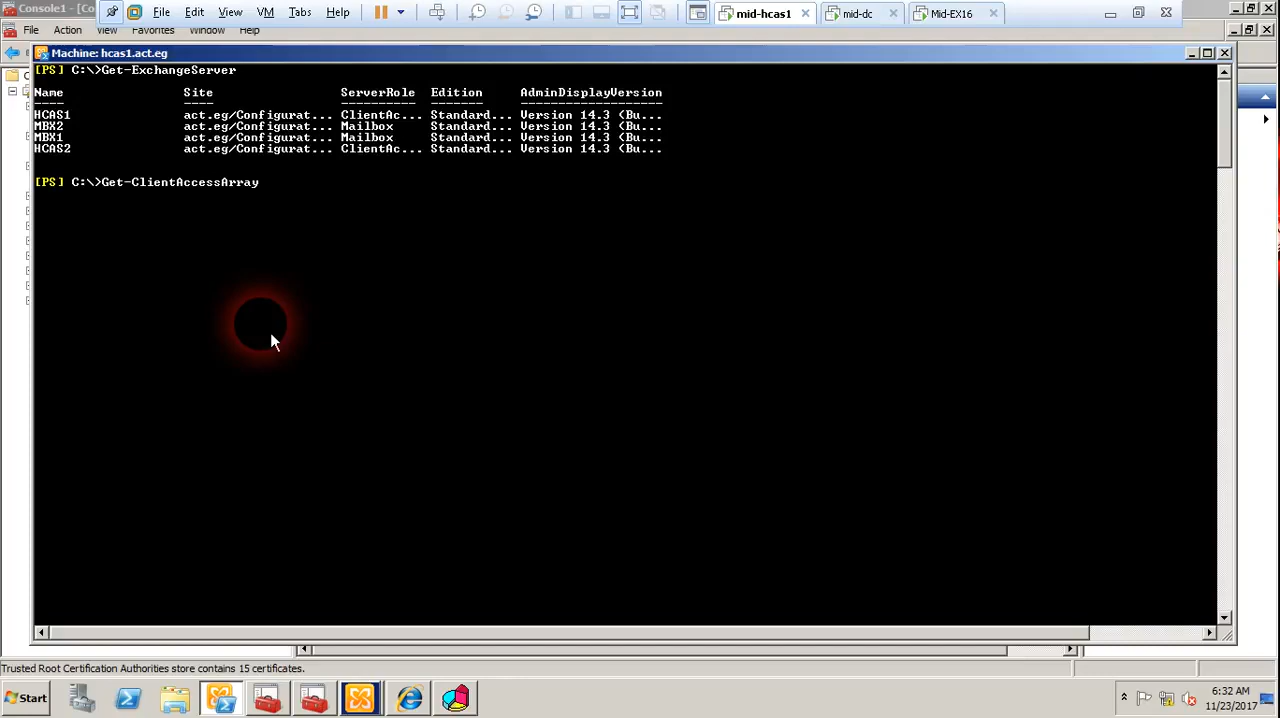 Console1 - [Co
File Edit View VM Tabs Help
mid-hcas1
mid-dc
Mid-EX16
File Action View Favorites Window Help
Machine: hcas1.act.eg
[PS] C:\>Get-ExchangeServer
Name Site ServerRole Edition AdminDisplayVersion
---- ---- ---------- ------- -------------------
HCAS1 act.eg/Configurat... ClientAc... Standard... Version 14.3 (Bu...
MBX2 act.eg/Configurat... Mailbox Standard... Version 14.3 (Bu...
MBX1 act.eg/Configurat... Mailbox Standard... Version 14.3 (Bu...
HCAS2 act.eg/Configurat... ClientAc... Standard... Version 14.3 (Bu...
[PS] C:\>Get-ClientAccessArray
Trusted Root Certification Authorities store contains 15 certificates.
Start
6:32 AM
11/23/2017